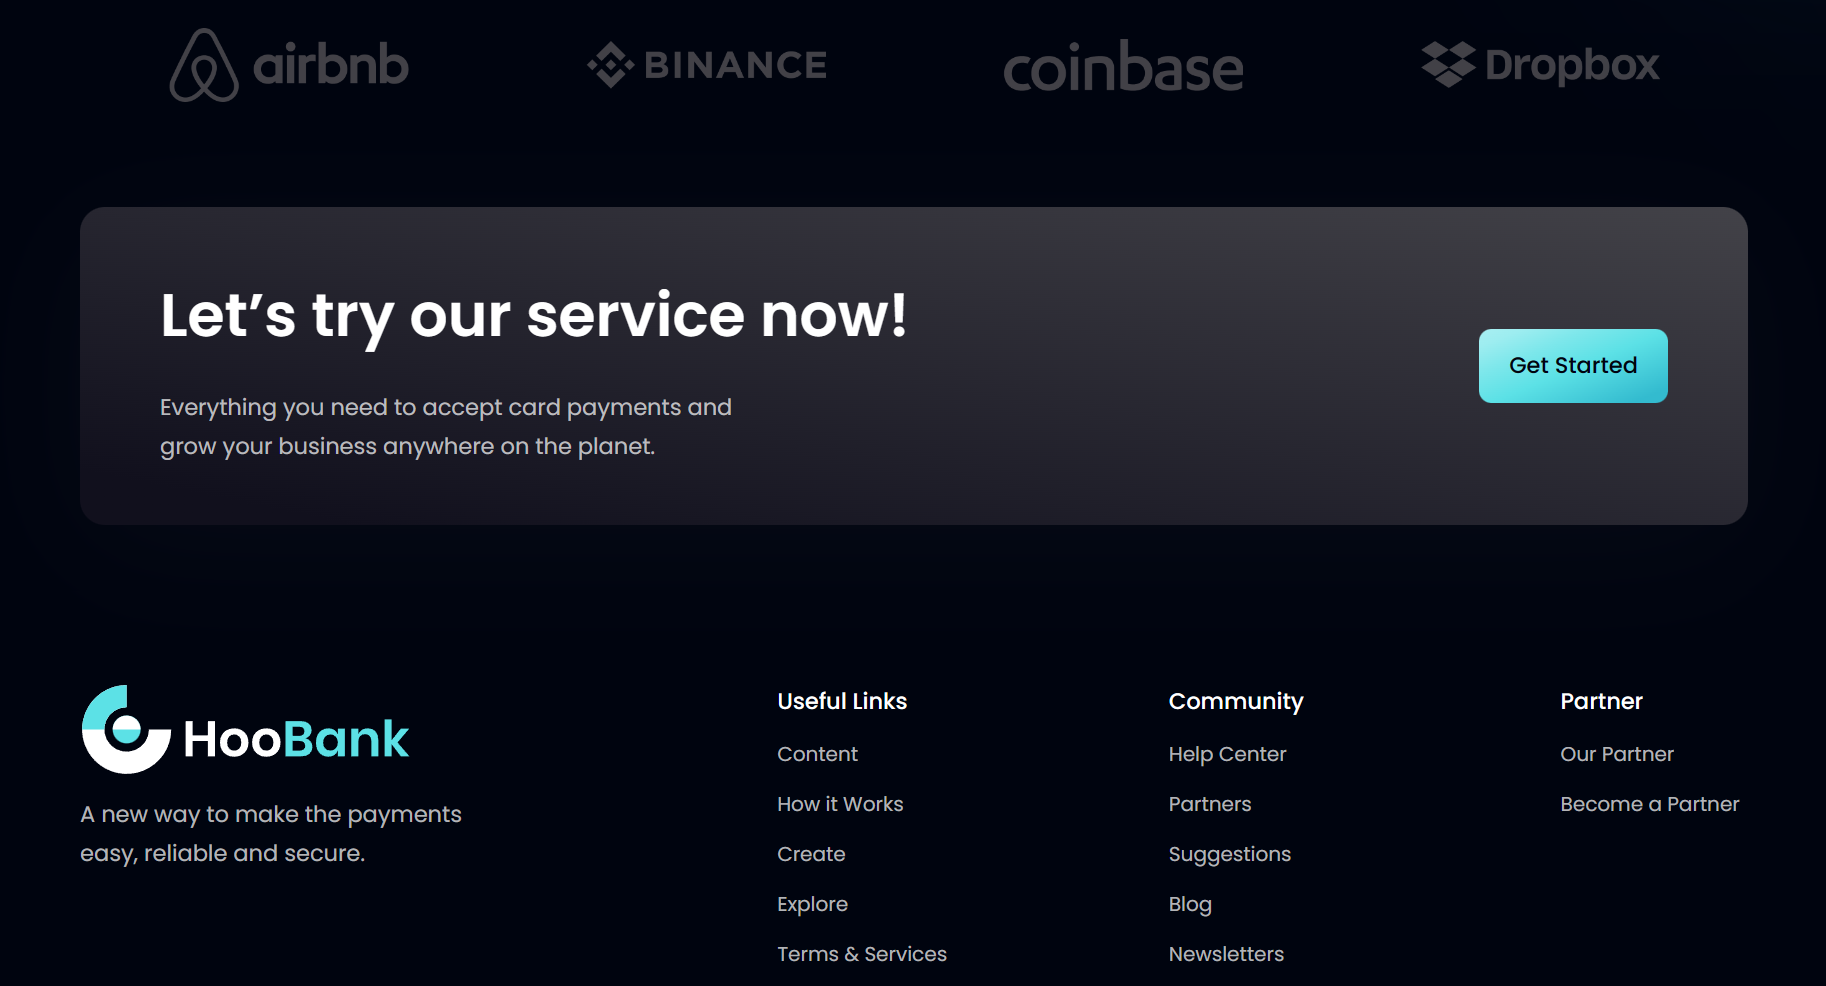 airbnb
BINANCE
coinbase
Dropbox
Let’s try our service now!
Everything you need to accept card payments and
grow your business anywhere on the planet.
Get Started
HooBank
A new way to make the payments
easy, reliable and secure.
Useful Links
Content
How it Works
Create
Explore
Terms & Services
Community
Help Center
Partners
Suggestions
Blog
Newsletters
Partner
Our Partner
Become a Partner